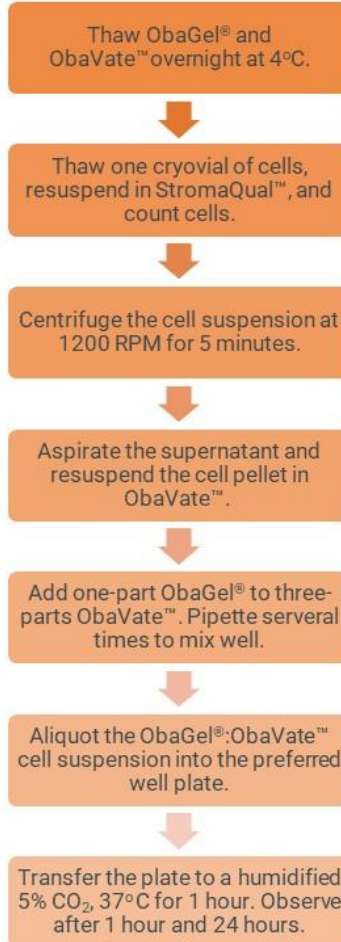 Thaw ObaGel® and
ObaVate™overnight at 4ºC.
Thaw one cryovial of cells,
resuspend in StromaQual™, and
count cells.
Centrifuge the cell suspension at
1200 RPM for 5 minutes.
Aspirate the supernatant and
resuspend the cell pellet in
ObaVate™.
Add one-part ObaGel® to three-
parts ObaVate™. Pipette serveral
times to mix well.
Aliquot the ObaGel®:ObaVate™
cell suspension into the preferred
well plate.
Transfer the plate to a humidified
5% CO₂, 37ºC for 1 hour. Observe
after 1 hour and 24 hours.